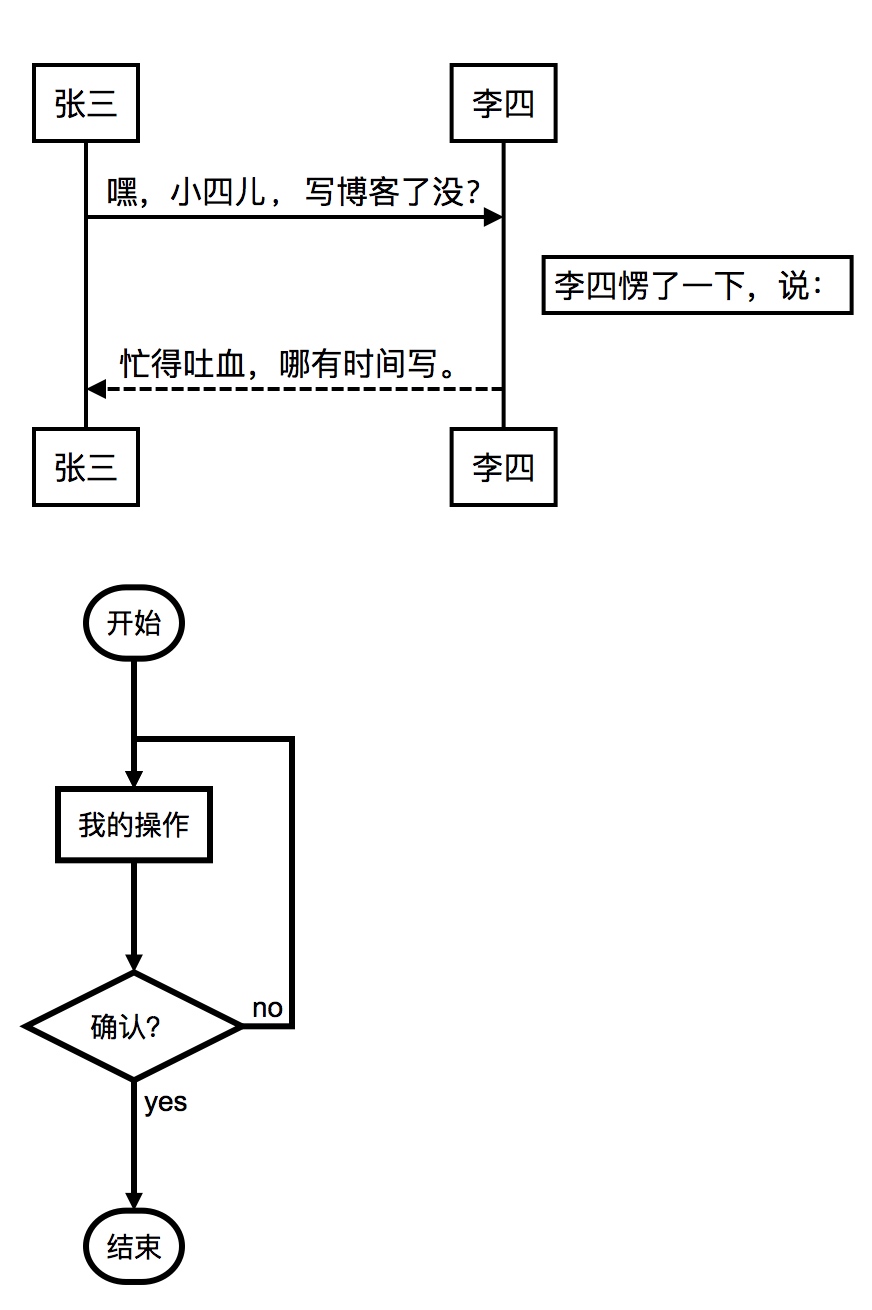 张三
李四
嘿，小四儿，写博客了没？
李四愣了一下，说：
忙得吐血，哪有时间写。
张三
李四
开始
我的操作
确认?
no
yes
结束